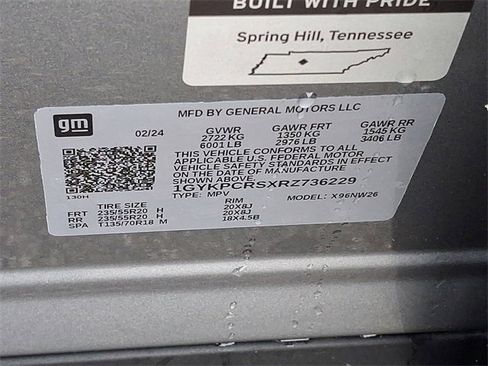 BUILT WITH PRIDE
Spring Hill, Tennessee
gm
MFD BY GENERAL MOTORS LLC
02/24 GVWR GAWR FRT GAWR RR
2722 KG 1350 KG 1545 KG
6001 LB 2976 LB 3406 LB
THIS VEHICLE CONFORMS TO ALL
APPLICABLE U.S. FEDERAL MOTOR
VEHICLE SAFETY STANDARDS IN EFFECT
ON THE DATE OF MANUFACTURE
SHOWN ABOVE.
1GYKPCRSXRZ736229
TYPE: MPV MODEL: X96NW26
130H
TIRE SIZE RIM
FRT 235/55R20 H 20X8J
RR 235/55R20 H 20X8J
SPA T135/70R18 M 18X4.5B